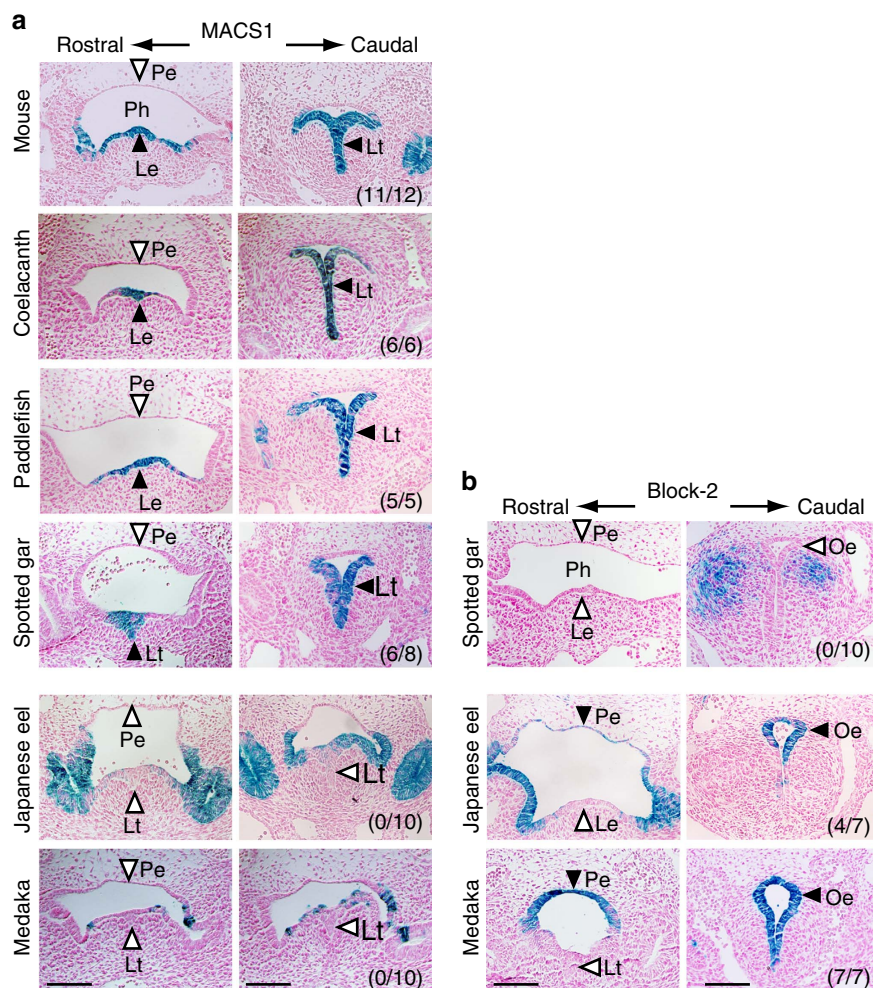 a
MACS1
Rostral Caudal
Mouse
Pe
Ph
Le
Lt
(11/12)
Coelacanth
Pe
Le
Lt
(6/6)
Paddlefish
Pe
Le
Lt
(5/5)
Spotted gar
Pe
Lt
Lt
(6/8)
Japanese eel
Pe
Lt
Lt
(0/10)
Medaka
Pe
Lt
Lt
(0/10)
b
Block-2
Rostral Caudal
Spotted gar
Pe
Ph
Le
Oe
(0/10)
Japanese eel
Pe
Le
Oe
(4/7)
Medaka
Pe
Lt
Oe
(7/7)